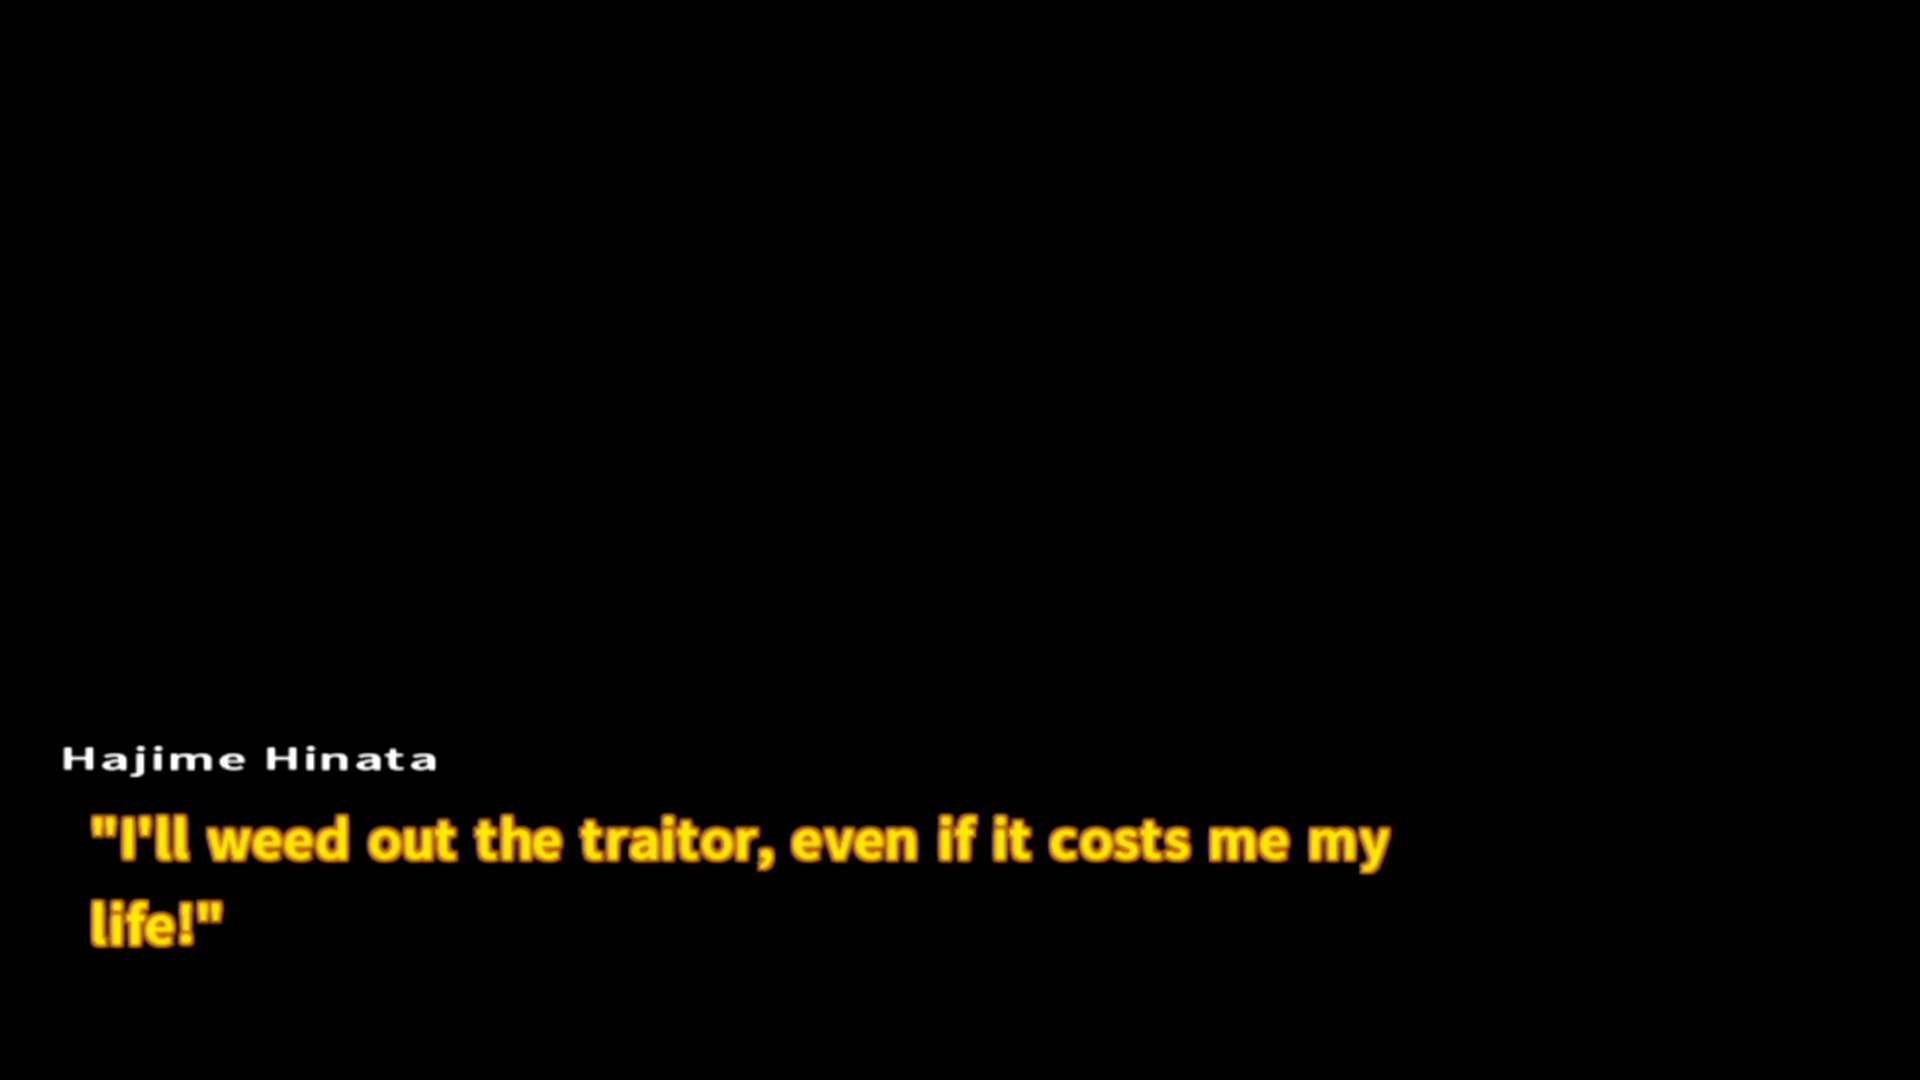 Hajime Hinata
"I'll weed out the traitor, even if it costs me my
life!"